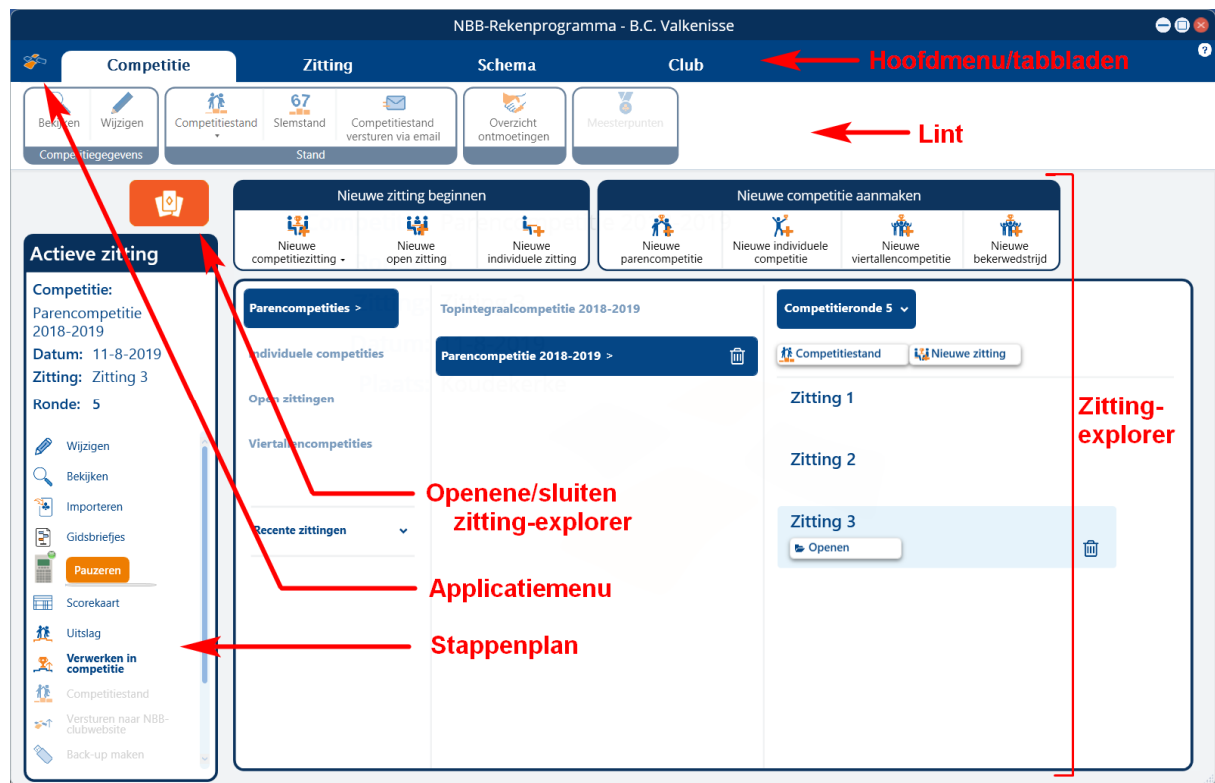 NBB-Rekenprogramma - B.C. Valkenisse
Competitie
Zitting
Schema
Club
Hoofdmenu/tabbladen
?
Bekijken
Wijzigen
Competitiegegevens
Competitiestand
67
Slemstand
Competitiestand
versturen via email
Stand
Overzicht
ontmoetingen
Meesterpunten
Lint
Nieuwe zitting beginnen
Nieuwe
competitiezitting
Nieuwe
open zitting
Nieuwe
individuele zitting
Nieuwe competitie aanmaken
Nieuwe
parencompetitie
Nieuwe individuele
competitie
Nieuwe
viertallencompetitie
Nieuwe
bekerwedstrijd
Actieve zitting
Competitie:
Parencompetitie
2018-2019
Datum: 11-8-2019
Zitting: Zitting 3
Ronde: 5
Wijzigen
Bekijken
Importeren
Gidsbriefjes
Pauzeren
Scorekaart
Uitslag
Verwerken in
competitie
Competitiestand
Versturen naar NBB-
clubwebsite
Back-up maken
Parencompetities >
Individuele competities
Open zittingen
Viertallencompetities
Recente zittingen
Topintegraalcompetitie 2018-2019
Parencompetitie 2018-2019 >
Competitieronde 5
Competitiestand
Nieuwe zitting
Zitting 1
Zitting 2
Zitting 3
Openen
Zitting-
explorer
Openene/sluiten
zitting-explorer
Applicatiemenu
Stappenplan